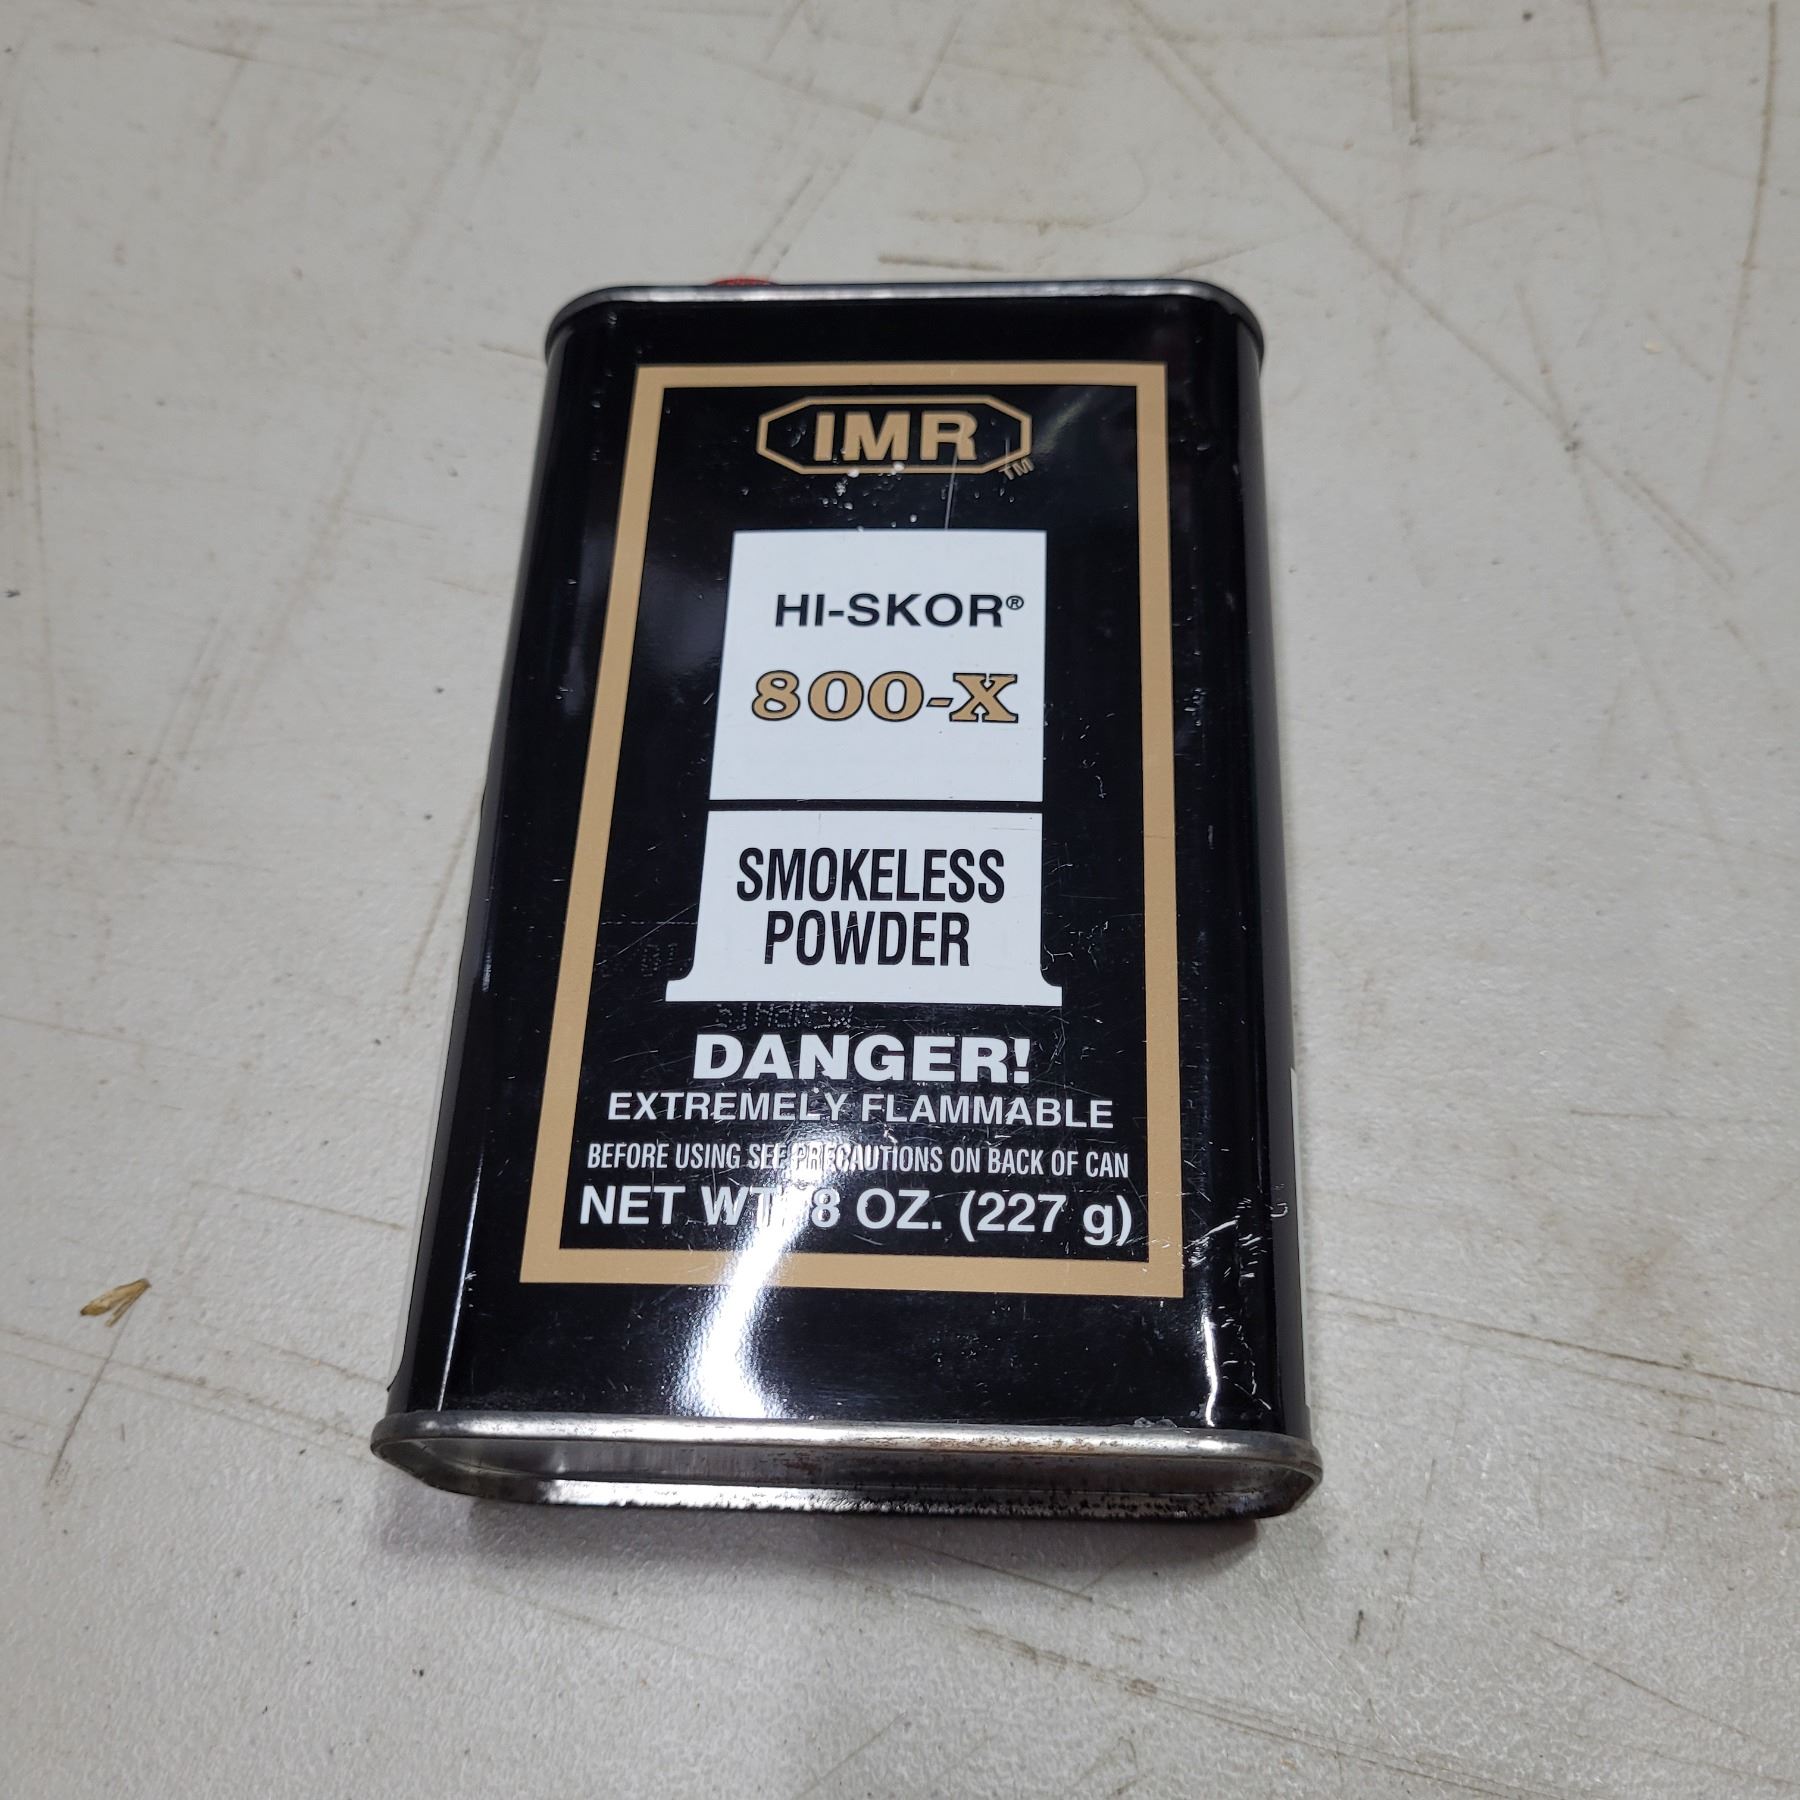 IMR
TM
HI-SKOR®
800-X
SMOKELESS
POWDER
DANGER!
EXTREMELY FLAMMABLE
BEFORE USING SEE PRECAUTIONS ON BACK OF CAN
NET WT. 8 OZ. (227 g)